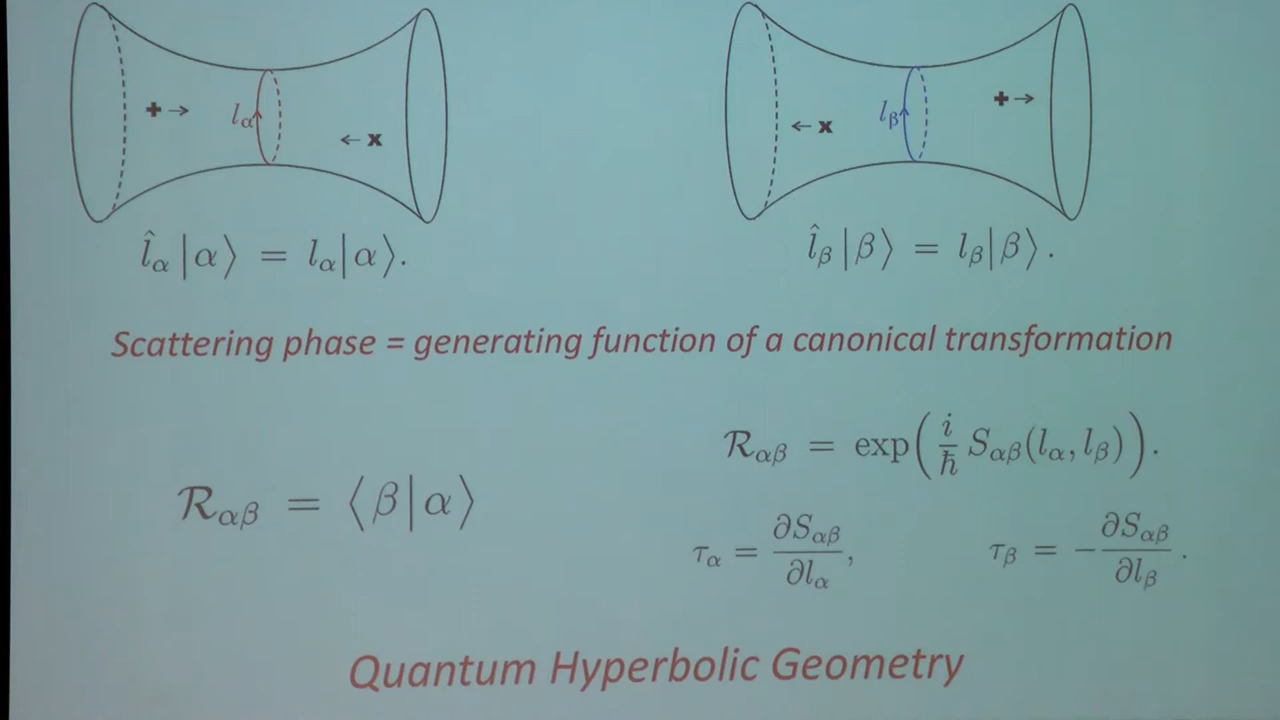 + → l_α ← x
← x l_β + →
l̂_α |α⟩ = l_α|α⟩.
l̂_β |β⟩ = l_β|β⟩.
Scattering phase = generating function of a canonical transformation
R_αβ = exp( i/ħ S_αβ(l_α, l_β) ).
R_αβ = ⟨β|α⟩
τ_α = ∂S_αβ/∂l_α, τ_β = − ∂S_αβ/∂l_β .
Quantum Hyperbolic Geometry